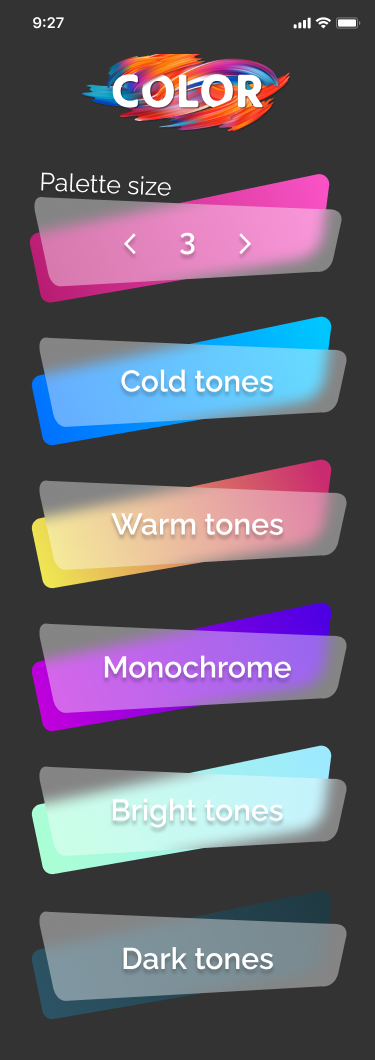 9:27
COLOR
Palette size
3
Cold tones
Warm tones
Monochrome
Bright tones
Dark tones